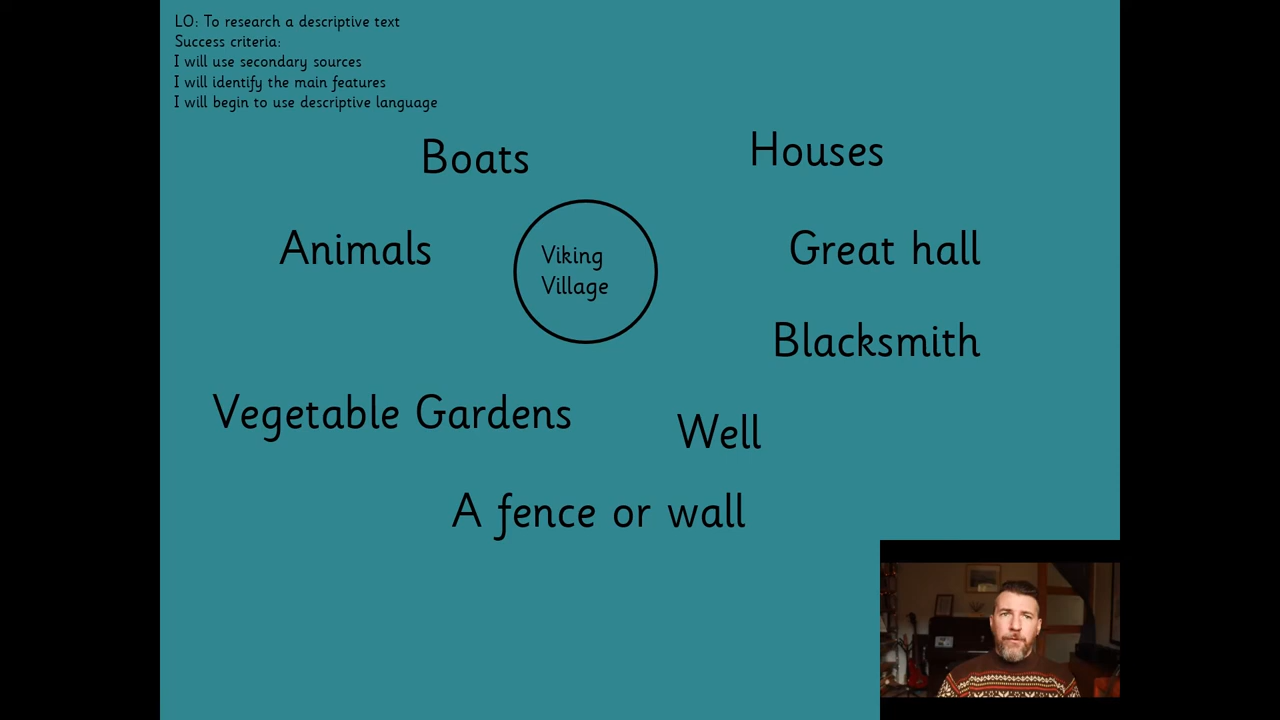 LO: To research a descriptive text
Success criteria:
I will use secondary sources
I will identify the main features
I will begin to use descriptive language
Boats
Houses
Animals
Viking
Village
Great hall
Blacksmith
Vegetable Gardens
Well
A fence or wall